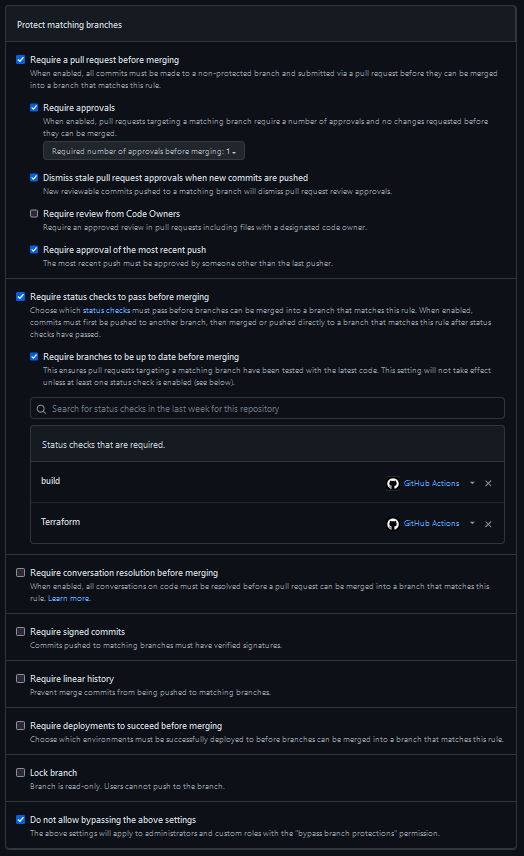 Protect matching branches
Require a pull request before merging
When enabled, all commits must be made to a non-protected branch and submitted via a pull request before they can be merged
into a branch that matches this rule.
Require approvals
When enabled, pull requests targeting a matching branch require a number of approvals and no changes requested before
they can be merged.
Required number of approvals before merging: 1
Dismiss stale pull request approvals when new commits are pushed
New reviewable commits pushed to a matching branch will dismiss pull request review approvals.
Require review from Code Owners
Require an approved review in pull requests including files with a designated code owner.
Require approval of the most recent push
The most recent push must be approved by someone other than the last pusher.
Require status checks to pass before merging
Choose which status checks must pass before branches can be merged into a branch that matches this rule. When enabled,
commits must first be pushed to another branch, then merged or pushed directly to a branch that matches this rule after status
checks have passed.
Require branches to be up to date before merging
This ensures pull requests targeting a matching branch have been tested with the latest code. This setting will not take effect
unless at least one status check is enabled (see below).
Search for status checks in the last week for this repository
Status checks that are required.
build GitHub Actions
Terraform GitHub Actions
Require conversation resolution before merging
When enabled, all conversations on code must be resolved before a pull request can be merged into a branch that matches this
rule. Learn more.
Require signed commits
Commits pushed to matching branches must have verified signatures.
Require linear history
Prevent merge commits from being pushed to matching branches.
Require deployments to succeed before merging
Choose which environments must be successfully deployed to before branches can be merged into a branch that matches this rule.
Lock branch
Branch is read-only. Users cannot push to the branch.
Do not allow bypassing the above settings
The above settings will apply to administrators and custom roles with the "bypass branch protections" permission.